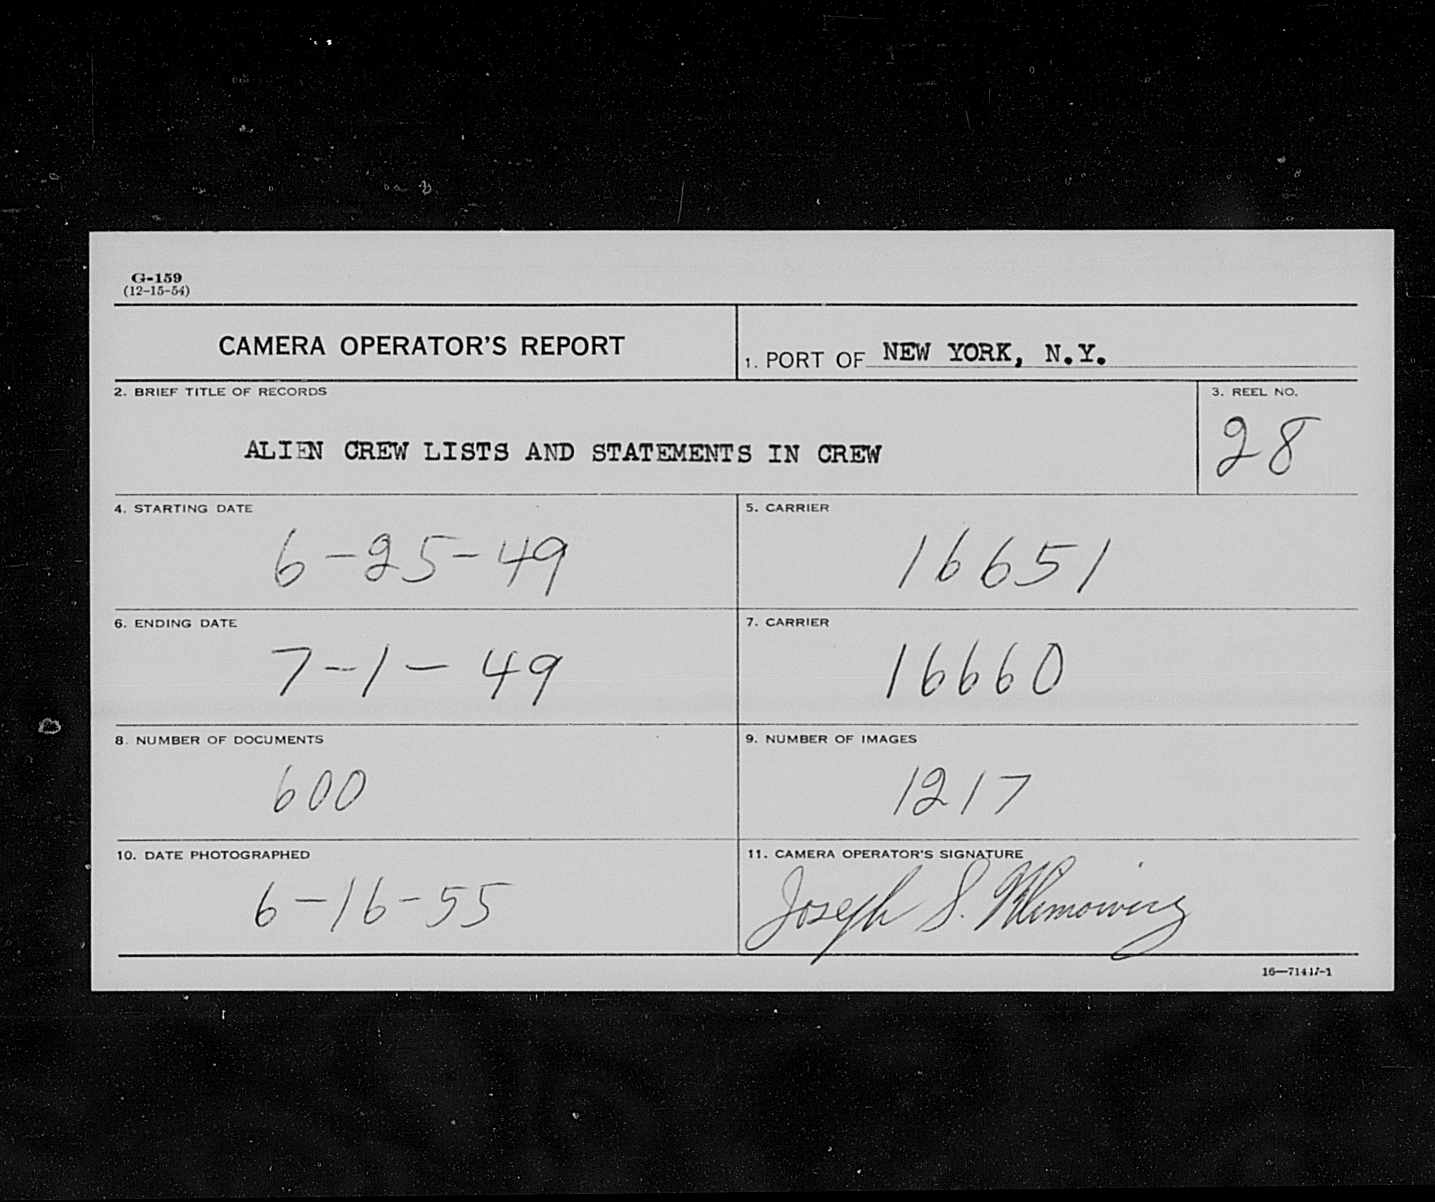 G-159
(12-15-54)
CAMERA OPERATOR'S REPORT
1. PORT OF NEW YORK, N.Y.
2. BRIEF TITLE OF RECORDS
ALIEN CREW LISTS AND STATEMENTS IN CREW
3. REEL NO.
28
4. STARTING DATE
6-25-49
5. CARRIER
16651
6. ENDING DATE
7-1-49
7. CARRIER
16660
8. NUMBER OF DOCUMENTS
600
9. NUMBER OF IMAGES
1217
10. DATE PHOTOGRAPHED
6-16-55
11. CAMERA OPERATOR'S SIGNATURE
Joseph S.